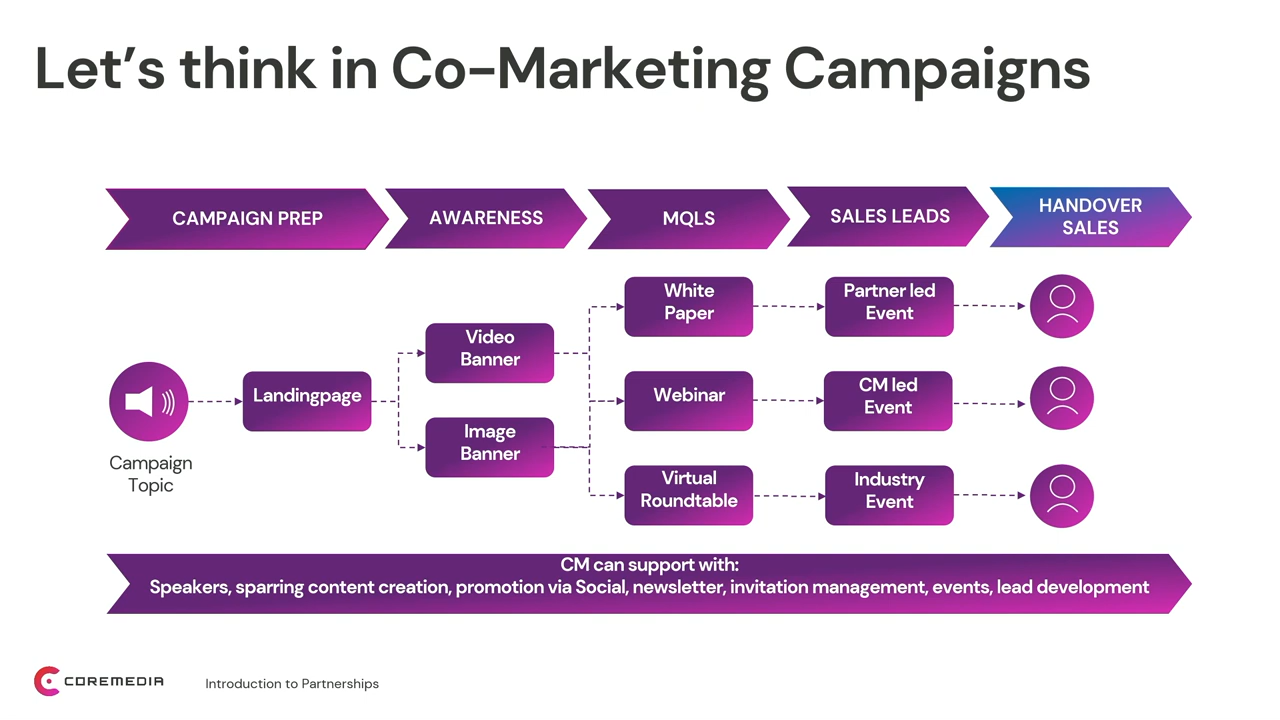 Let's think in Co-Marketing Campaigns
CAMPAIGN PREP
AWARENESS
MQLS
SALES LEADS
HANDOVER
SALES
Campaign
Topic
Landingpage
Video
Banner
Image
Banner
White
Paper
Webinar
Virtual
Roundtable
Partner led
Event
CM led
Event
Industry
Event
CM can support with:
Speakers, sparring content creation, promotion via Social, newsletter, invitation management, events, lead development
COREMEDIA
Introduction to Partnerships